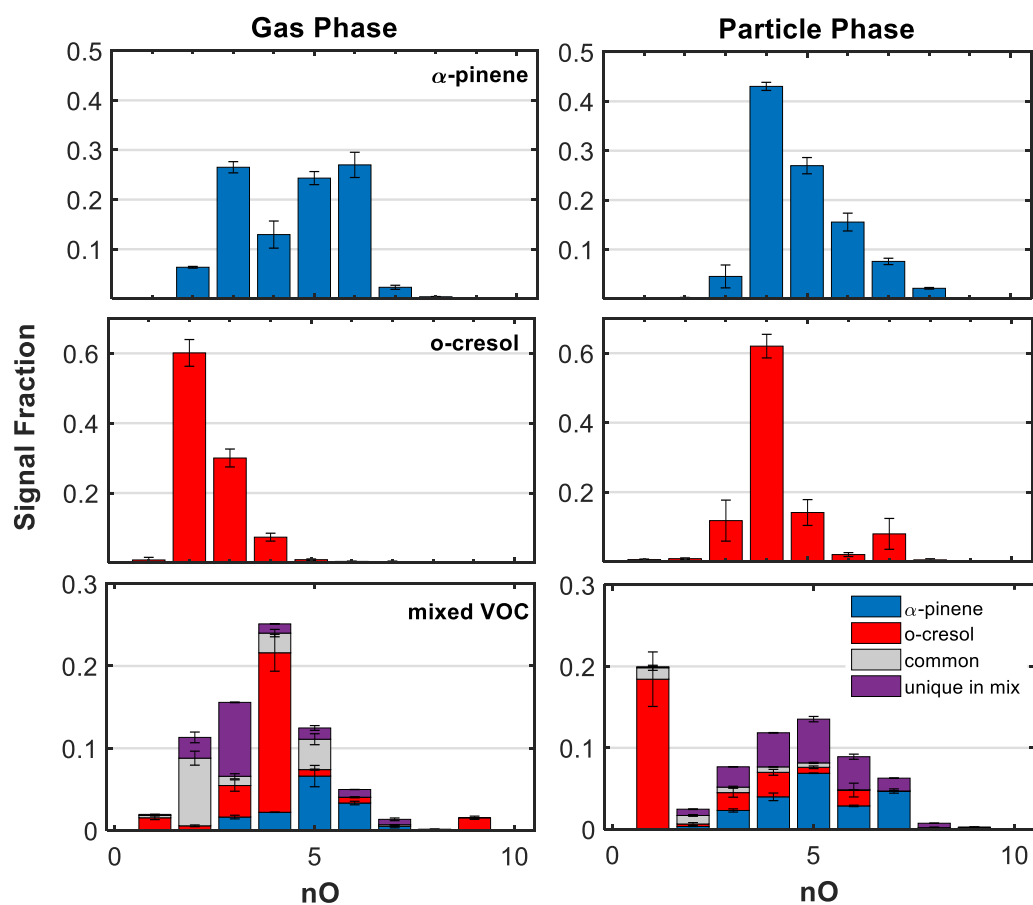 Gas Phase
Particle Phase
0.5
0.4
0.3
0.2
0.1
α-pinene
0.5
0.4
0.3
0.2
0.1
Signal Fraction
0.6
0.4
0.2
o-cresol
0.6
0.4
0.2
0.3
0.2
0.1
0
mixed VOC
0 5 10
nO
0.3
0.2
0.1
0
α-pinene
o-cresol
common
unique in mix
0 5 10
nO